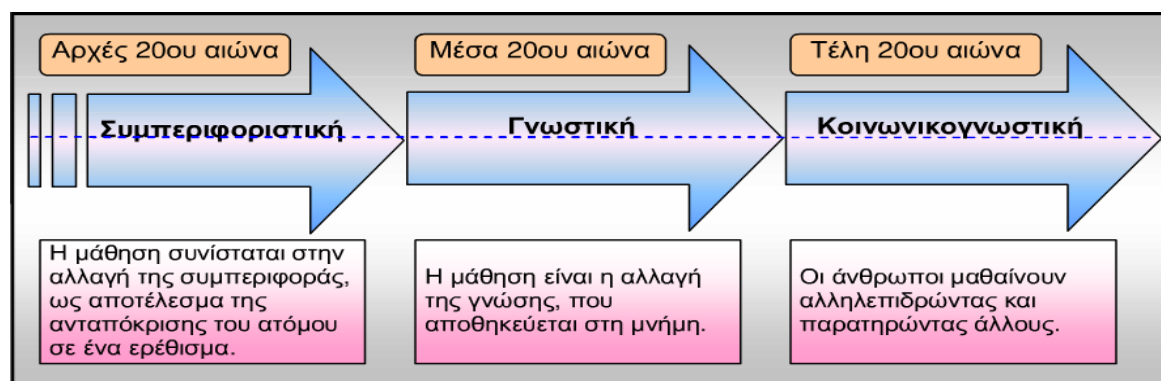 Αρχές 20ου αιώνα
Μέσα 20ου αιώνα
Τέλη 20ου αιώνα
Συμπεριφοριστική
Γνωστική
Κοινωνικογνωστική
Η μάθηση συνίσταται στην
αλλαγή της συμπεριφοράς,
ως αποτέλεσμα της
ανταπόκρισης του ατόμου
σε ένα ερέθισμα.
Η μάθηση είναι η αλλαγή
της γνώσης, που
αποθηκεύεται στη μνήμη.
Οι άνθρωποι μαθαίνουν
αλληλεπιδρώντας και
παρατηρώντας άλλους.